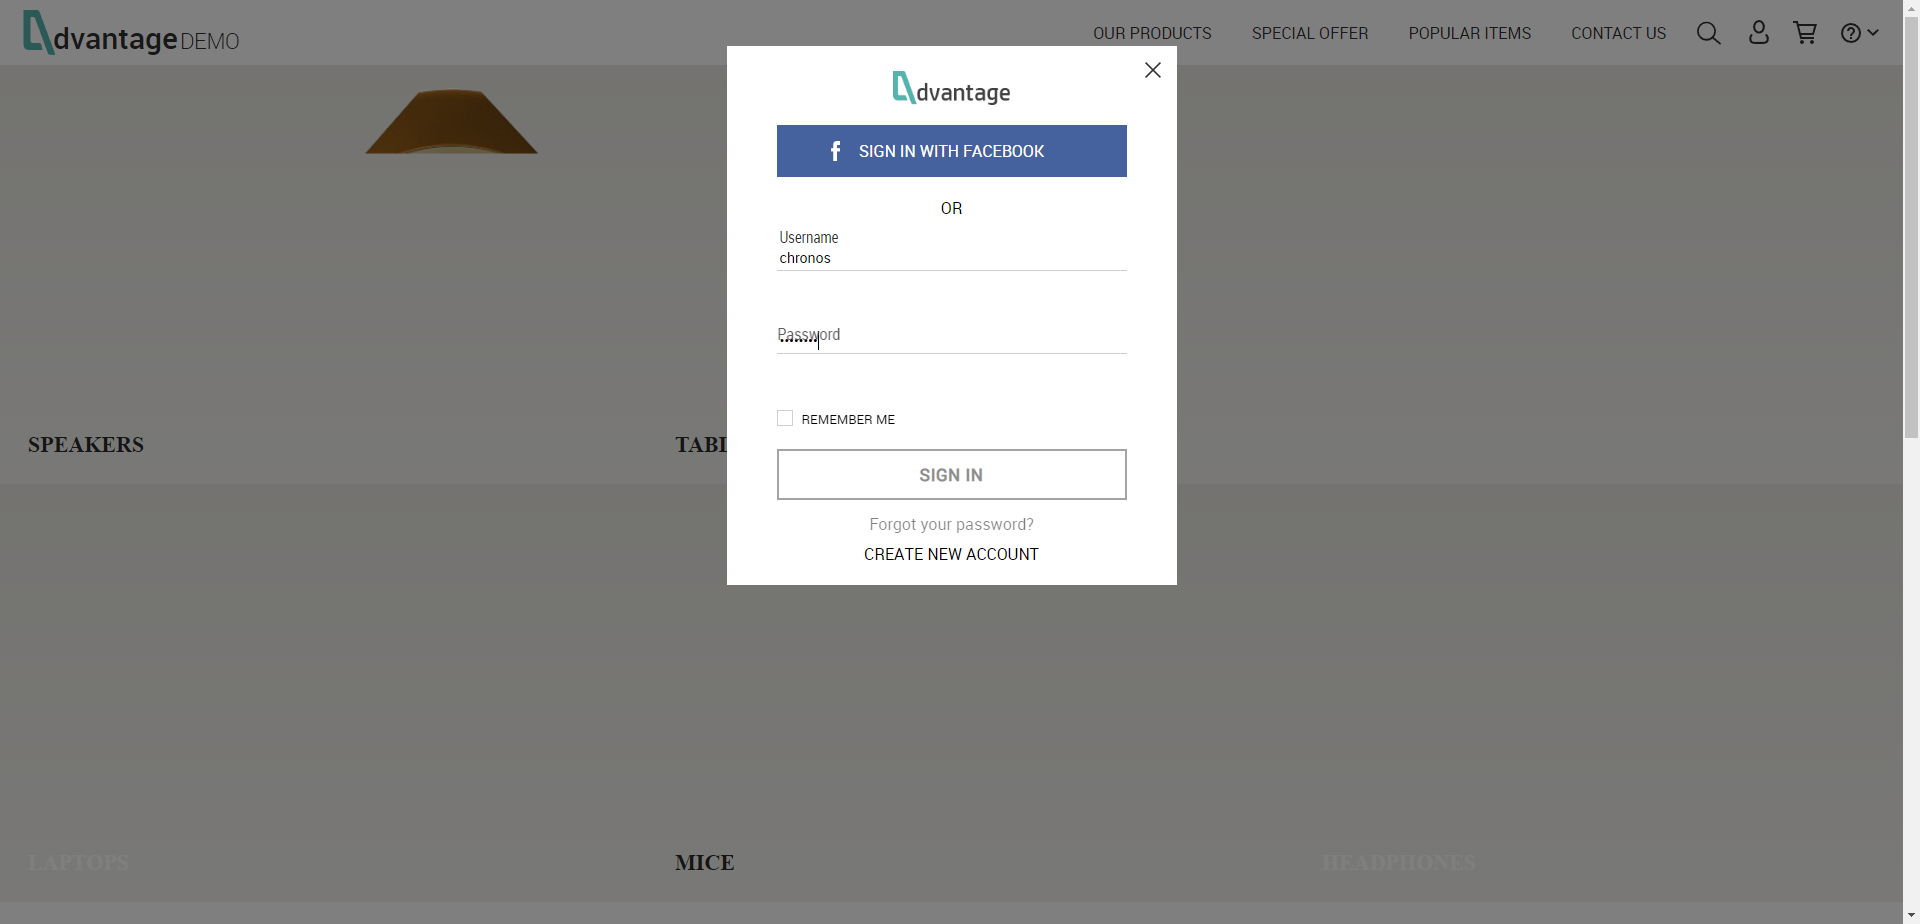 dvantage DEMO
OUR PRODUCTS
SPECIAL OFFER
POPULAR ITEMS
CONTACT US
dvantage
SIGN IN WITH FACEBOOK
OR
Username
chronos
Password
REMEMBER ME
SIGN IN
Forgot your password?
CREATE NEW ACCOUNT
SPEAKERS
TABL
LAPTOPS
MICE
HEADPHONES